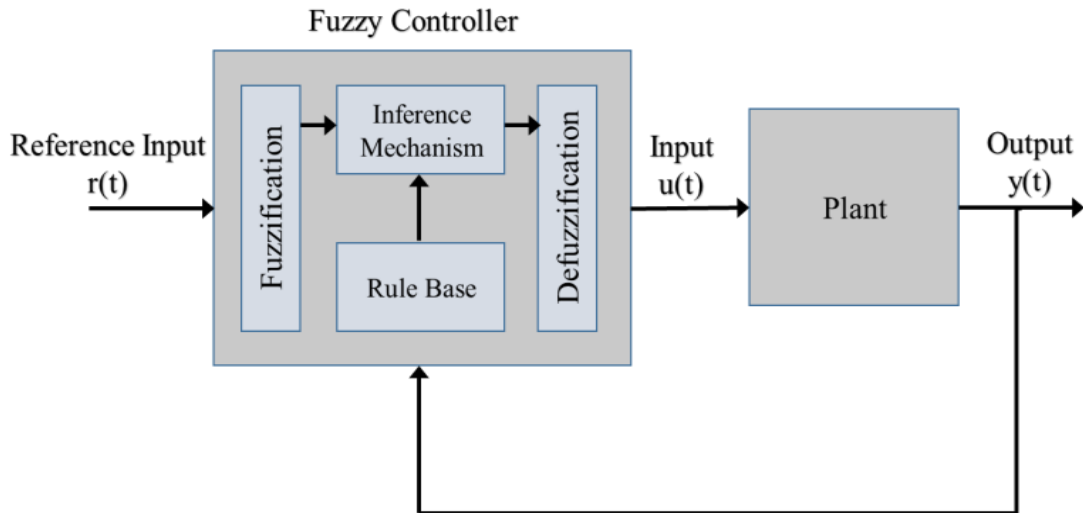 Fuzzy Controller
Reference Input
r(t)
Fuzzification
Inference
Mechanism
Rule Base
Defuzzification
Input
u(t)
Plant
Output
y(t)